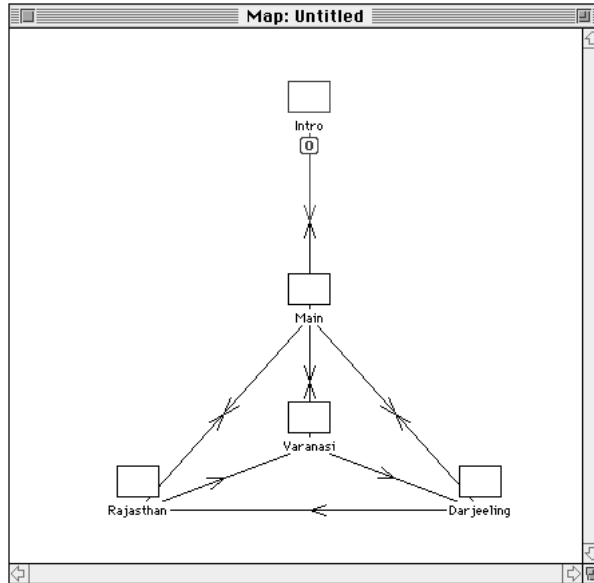 Map: Untitled
Intro
0
Main
Varanasi
Rajasthan
Darjeeling